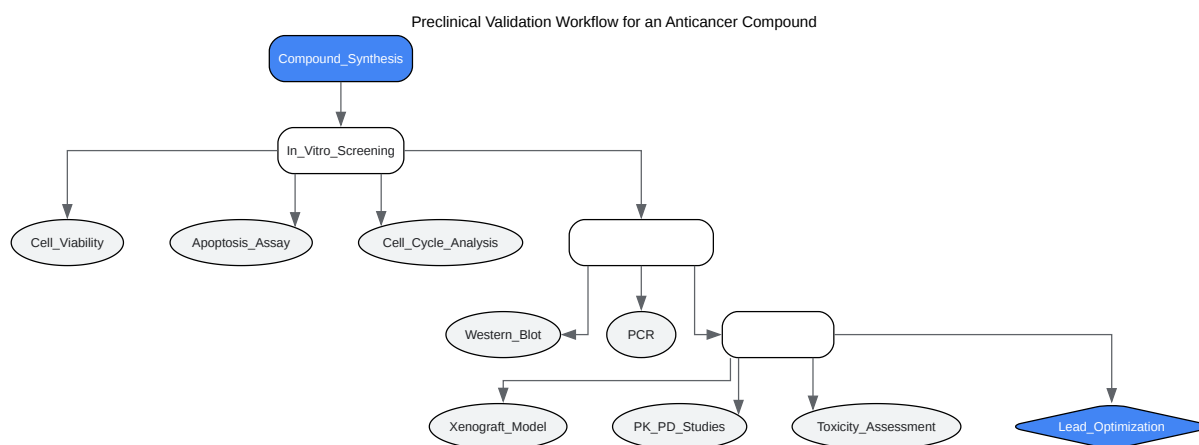 Preclinical Validation Workflow for an Anticancer Compound
Compound_Synthesis
In_Vitro_Screening
Cell_Viability
Apoptosis_Assay
Cell_Cycle_Analysis
Western_Blot
PCR
Xenograft_Model
PK_PD_Studies
Toxicity_Assessment
Lead_Optimization